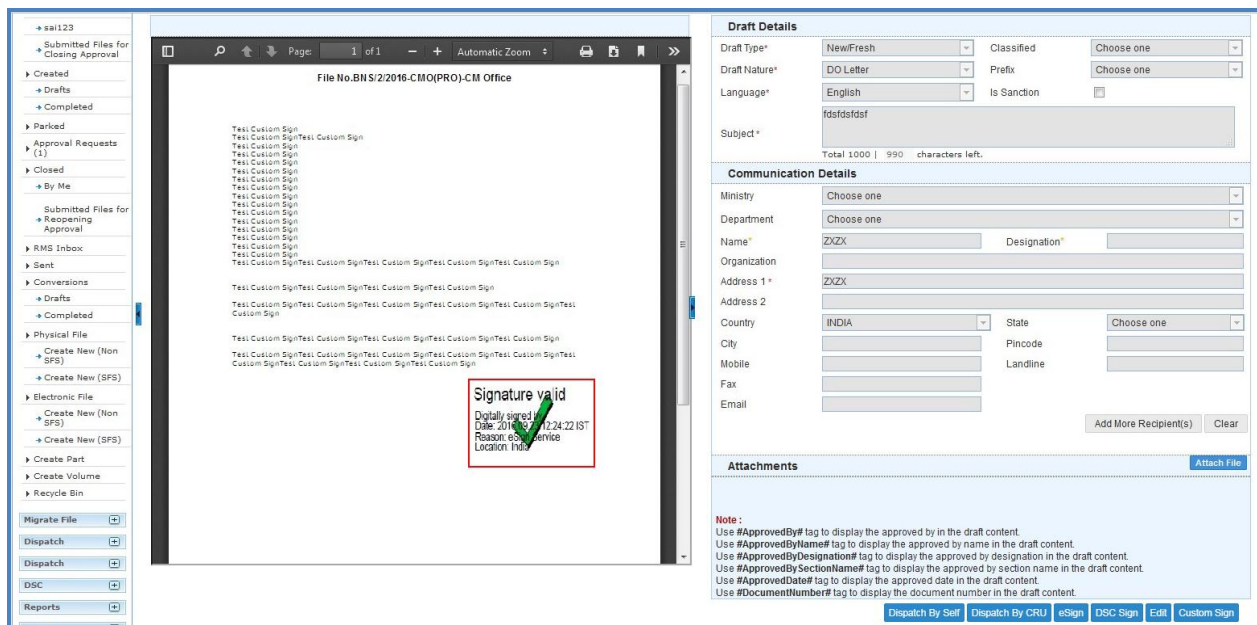 sai123
Submitted Files for
Closing Approval
Created
Drafts
Completed
Parked
Approval Requests
(1)
Closed
By Me
Submitted Files for
Reopening
Approval
RMS Inbox
Sent
Conversions
Drafts
Completed
Physical File
Create New (Non
SFS)
Create New (SFS)
Electronic File
Create New (Non
SFS)
Create New (SFS)
Create Part
Create Volume
Recycle Bin
Migrate File
Dispatch
Dispatch
DSC
Reports
Page: 1 of 1 − + Automatic Zoom
File No.BNS/2/2016-CMO(PRO)-CM Office
Test Custom Sign
Test Custom SignTest Custom Sign
Test Custom Sign
Test Custom Sign
Test Custom Sign
Test Custom Sign
Test Custom Sign
Test Custom Sign
Test Custom Sign
Test Custom Sign
Test Custom Sign
Test Custom Sign
Test Custom Sign
Test Custom Sign
Test Custom Sign
Test Custom Sign
Test Custom SignTest Custom SignTest Custom SignTest Custom SignTest Custom Sign
Test Custom SignTest Custom SignTest Custom SignTest Custom Sign
Test Custom SignTest Custom SignTest Custom SignTest Custom SignTest Custom SignTest
Custom Sign
Test Custom SignTest Custom SignTest Custom SignTest Custom SignTest Custom Sign
Test Custom SignTest Custom SignTest Custom SignTest Custom SignTest Custom SignTest
Custom SignTest Custom SignTest Custom SignTest Custom Sign
Signature valid
Digitally signed by
Date: 2016.09. 12:24:22 IST
Reason: eSign Service
Location: India
Draft Details
Draft Type* New/Fresh Classified Choose one
Draft Nature* DO Letter Prefix Choose one
Language* English Is Sanction
Subject * fdsfdsfdsf
Total 1000 | 990 characters left.
Communication Details
Ministry Choose one
Department Choose one
Name* ZXZX Designation*
Organization
Address 1 * ZXZX
Address 2
Country INDIA State Choose one
City Pincode
Mobile Landline
Fax
Email
Add More Recipient(s) Clear
Attachments Attach File
Note :
Use #ApprovedBy# tag to display the approved by in the draft content.
Use #ApprovedByName# tag to display the approved by name in the draft content.
Use #ApprovedByDesignation# tag to display the approved by designation in the draft content.
Use #ApprovedBySectionName# tag to display the approved by section name in the draft content.
Use #ApprovedDate# tag to display the approved date in the draft content.
Use #DocumentNumber# tag to display the document number in the draft content.
Dispatch By Self Dispatch By CRU eSign DSC Sign Edit Custom Sign